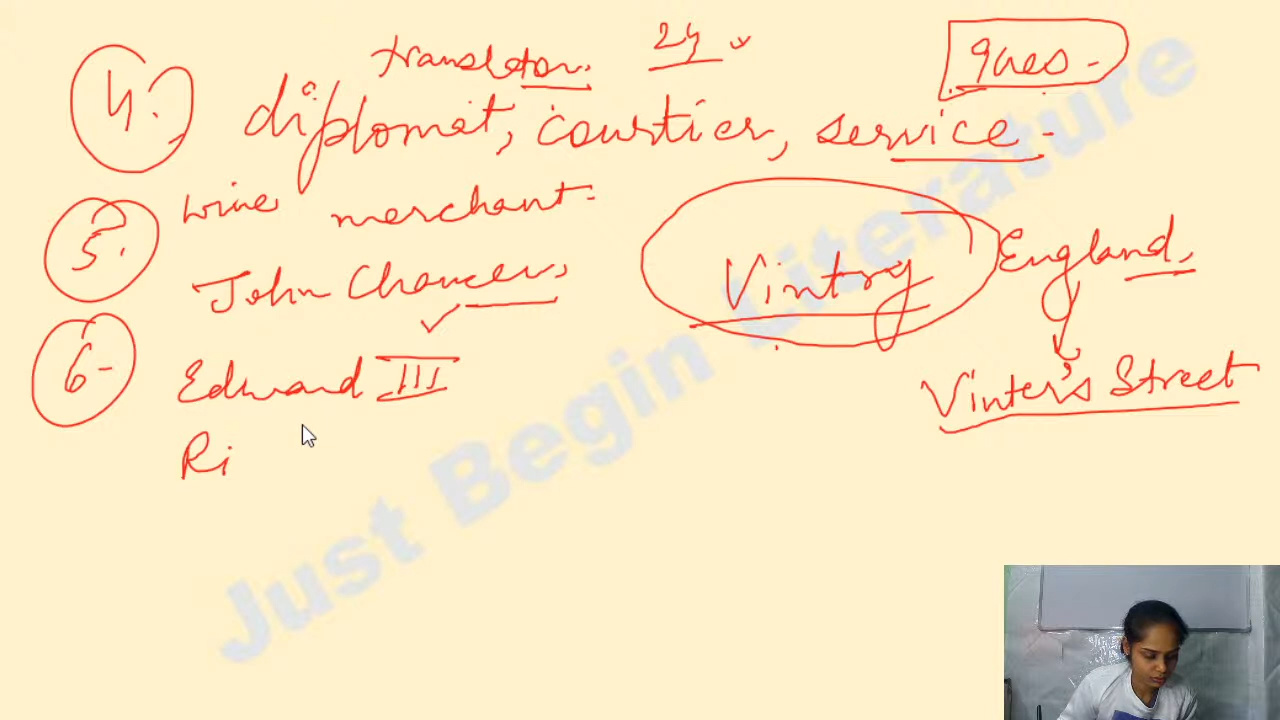 translator. 24 ques.
4. diplomat, courtier, service.
5. wine merchant. Vintry England,
John Chaucer,
6- Edward III Vinter's Street
Ri
Just Begin Literature